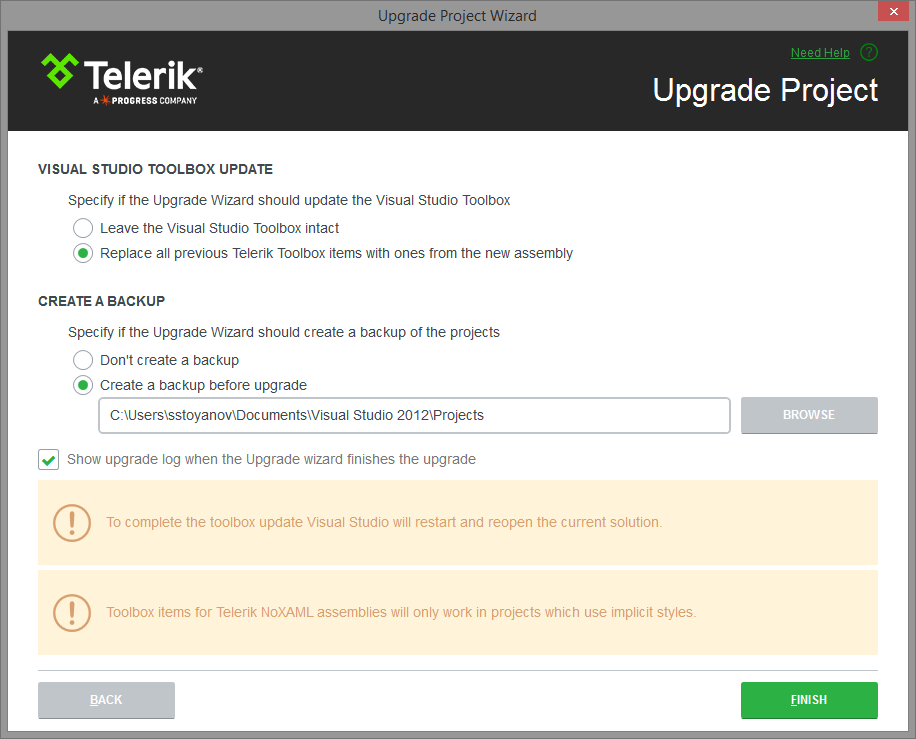 Upgrade Project Wizard
Need Help ?
Telerik®
A PROGRESS COMPANY
Upgrade Project
VISUAL STUDIO TOOLBOX UPDATE
Specify if the Upgrade Wizard should update the Visual Studio Toolbox
Leave the Visual Studio Toolbox intact
Replace all previous Telerik Toolbox items with ones from the new assembly
CREATE A BACKUP
Specify if the Upgrade Wizard should create a backup of the projects
Don't create a backup
Create a backup before upgrade
C:\Users\sstoyanov\Documents\Visual Studio 2012\Projects
BROWSE
Show upgrade log when the Upgrade wizard finishes the upgrade
To complete the toolbox update Visual Studio will restart and reopen the current solution.
Toolbox items for Telerik NoXAML assemblies will only work in projects which use implicit styles.
BACK
FINISH